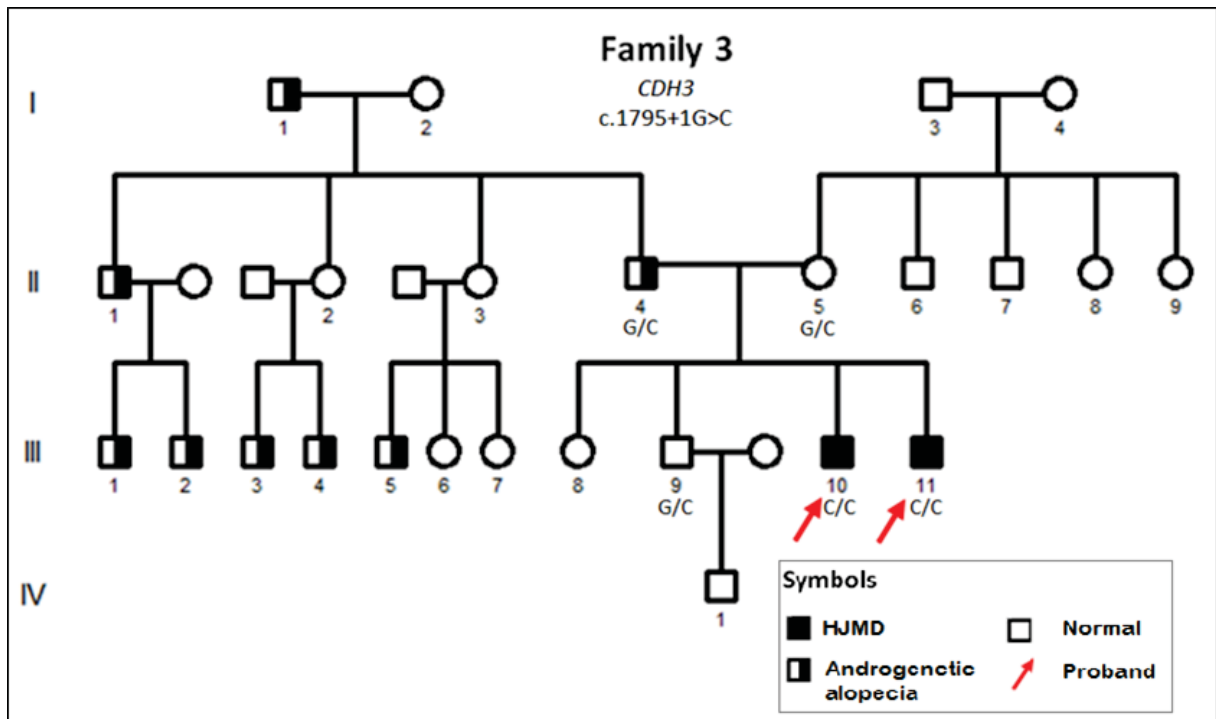 Family 3
CDH3
c.1795+1G>C
I
1 2 3 4
II
1 2 3 4 5 6 7 8 9
G/C G/C
III
1 2 3 4 5 6 7 8 9 10 11
G/C C/C C/C
IV
1
Symbols
HJMD Normal
Androgenetic Proband
alopecia